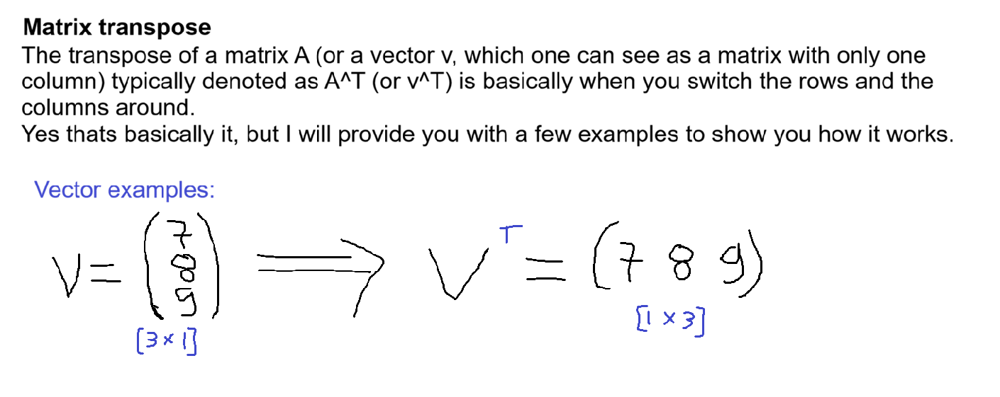 Matrix transpose
The transpose of a matrix A (or a vector v, which one can see as a matrix with only one
column) typically denoted as A^T (or v^T) is basically when you switch the rows and the
columns around.
Yes thats basically it, but I will provide you with a few examples to show you how it works.
Vector examples:
V = (7 8 9) ⟹ V^T = (7 8 9)
[3 × 1] [1 × 3]